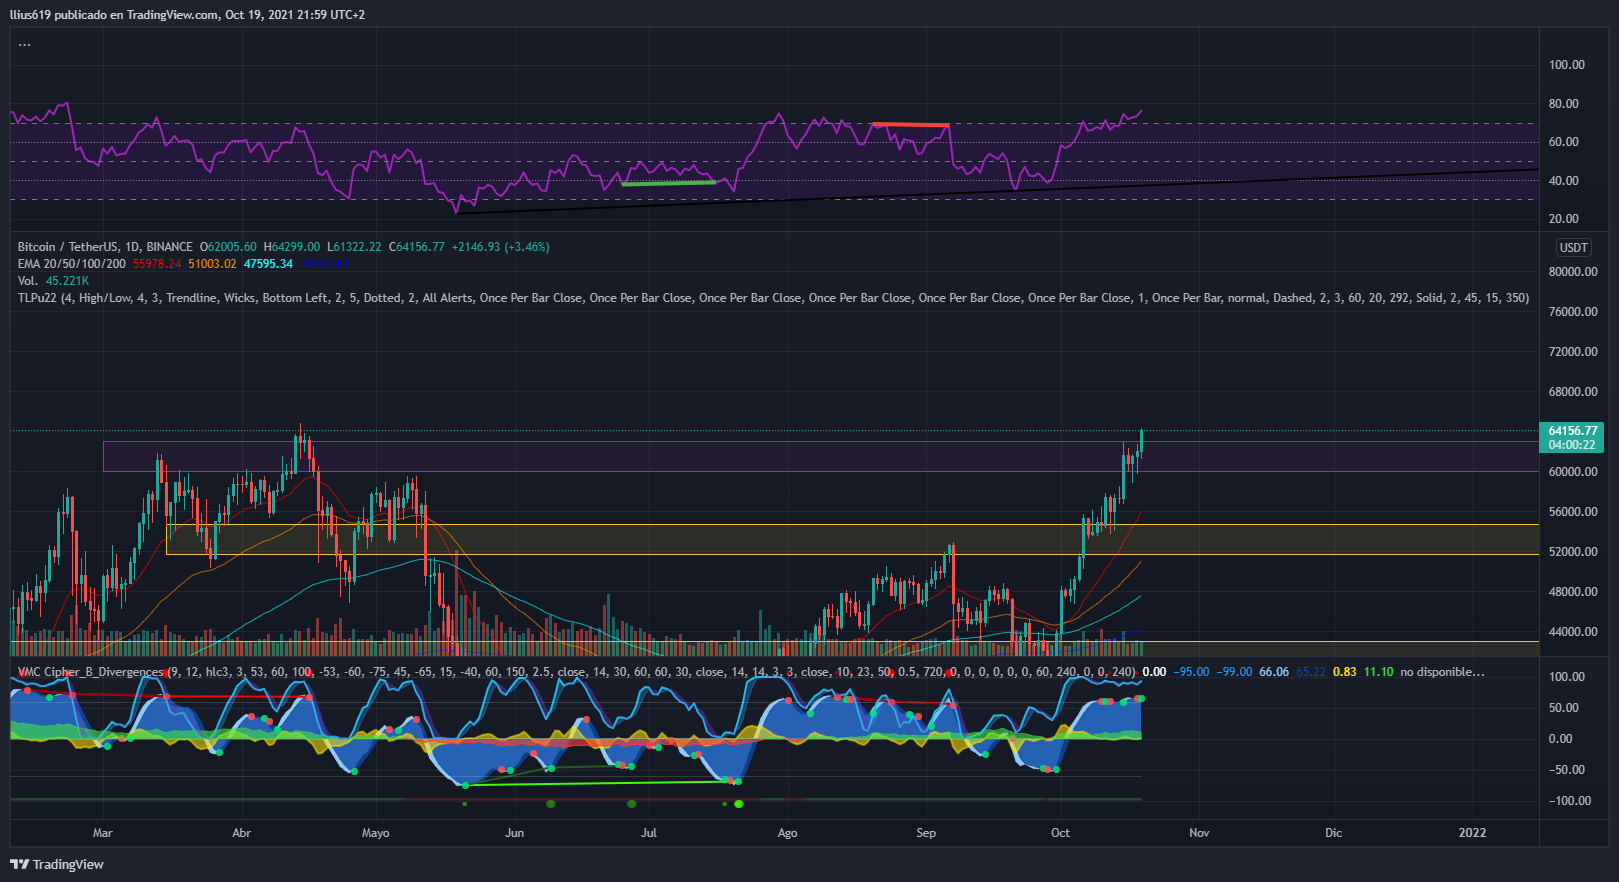 llius619 publicado en TradingView.com, Oct 19, 2021 21:59 UTC+2
...
100.00
80.00
60.00
40.00
20.00
Bitcoin / TetherUS, 1D, BINANCE O62005.60 H64299.00 L61322.22 C64156.77 +2146.93 (+3.46%)
USDT
EMA 20/50/100/200 55978.24 51003.02 47595.34
Vol. 45.221K
TLPu22 (4, High/Low, 4, 3, Trendline, Wicks, Bottom Left, 2, 5, Dotted, 2, All Alerts, Once Per Bar Close, Once Per Bar Close, Once Per Bar Close, Once Per Bar Close, Once Per Bar Close, Once Per Bar Close, 1, Once Per Bar, normal, Dashed, 2, 3, 60, 20, 292, Solid, 2, 45, 15, 350)
80000.00
76000.00
72000.00
68000.00
64156.77
04:00:22
60000.00
56000.00
52000.00
48000.00
44000.00
VMC Cipher_B_Divergences (9, 12, hlc3, 3, 53, 60, 100, -53, -60, -75, 45, -65, 15, -40, 60, 150, 2.5, close, 14, 30, 60, 60, 30, close, 14, 14, 3, 3, close, 10, 23, 50, 0.5, 720, 0, 0, 0, 0, 0, 0, 60, 240, 0, 0, 240) 0.00 −95.00 −99.00 66.06 65.22 0.83 11.10 no disponible...
100.00
50.00
0.00
−50.00
−100.00
Mar Abr Mayo Jun Jul Ago Sep Oct Nov Dic 2022
TradingView